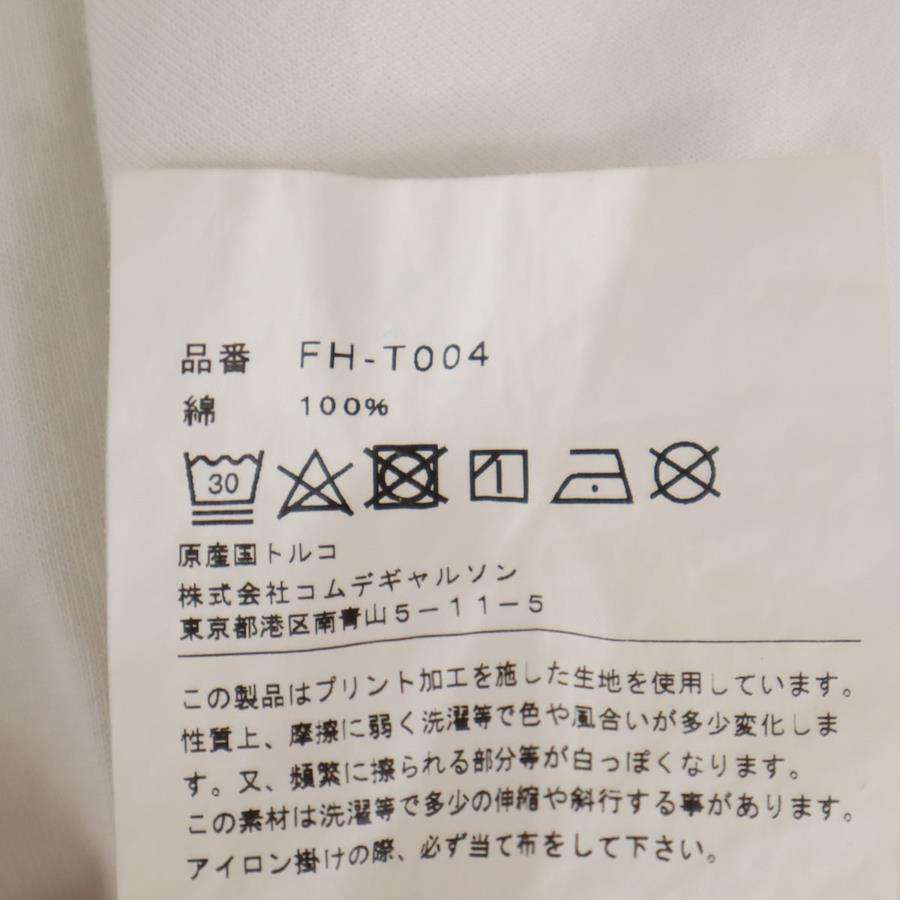 品番 FH-T004
綿 100%
30
原産国トルコ
株式会社コムデギャルソン
東京都港区南青山5-11-5
この製品はプリント加工を施した生地を使用しています。
性質上、摩擦に弱く洗濯等で色や風合いが多少変化しま
す。又、頻繁に擦られる部分等が白っぽくなります。
この素材は洗濯等で多少の伸縮や斜行する事があります。
アイロン掛けの際、必ず当て布をして下さい。